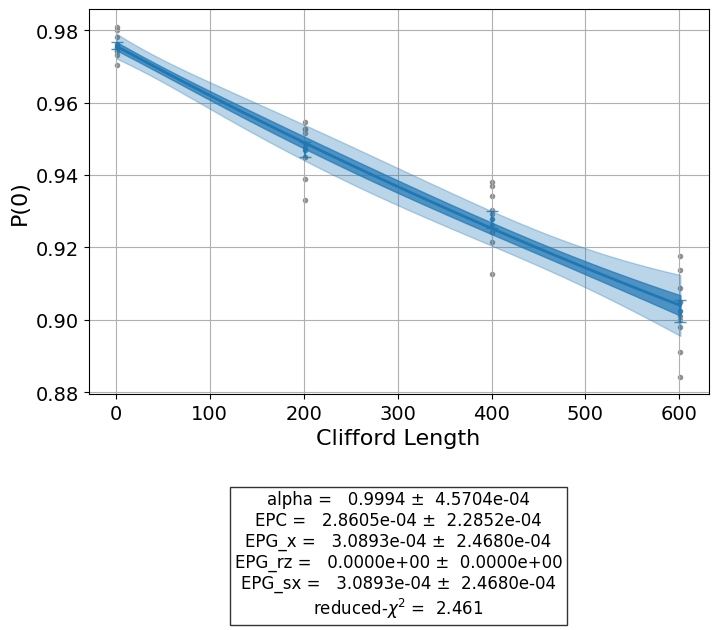 0.98
0.96
0.94
0.92
0.90
0.88
P(0)
0 100 200 300 400 500 600
Clifford Length
alpha = 0.9994 ± 4.5704e-04
EPC = 2.8605e-04 ± 2.2852e-04
EPG_x = 3.0893e-04 ± 2.4680e-04
EPG_rz = 0.0000e+00 ± 0.0000e+00
EPG_sx = 3.0893e-04 ± 2.4680e-04
reduced-χ² = 2.461